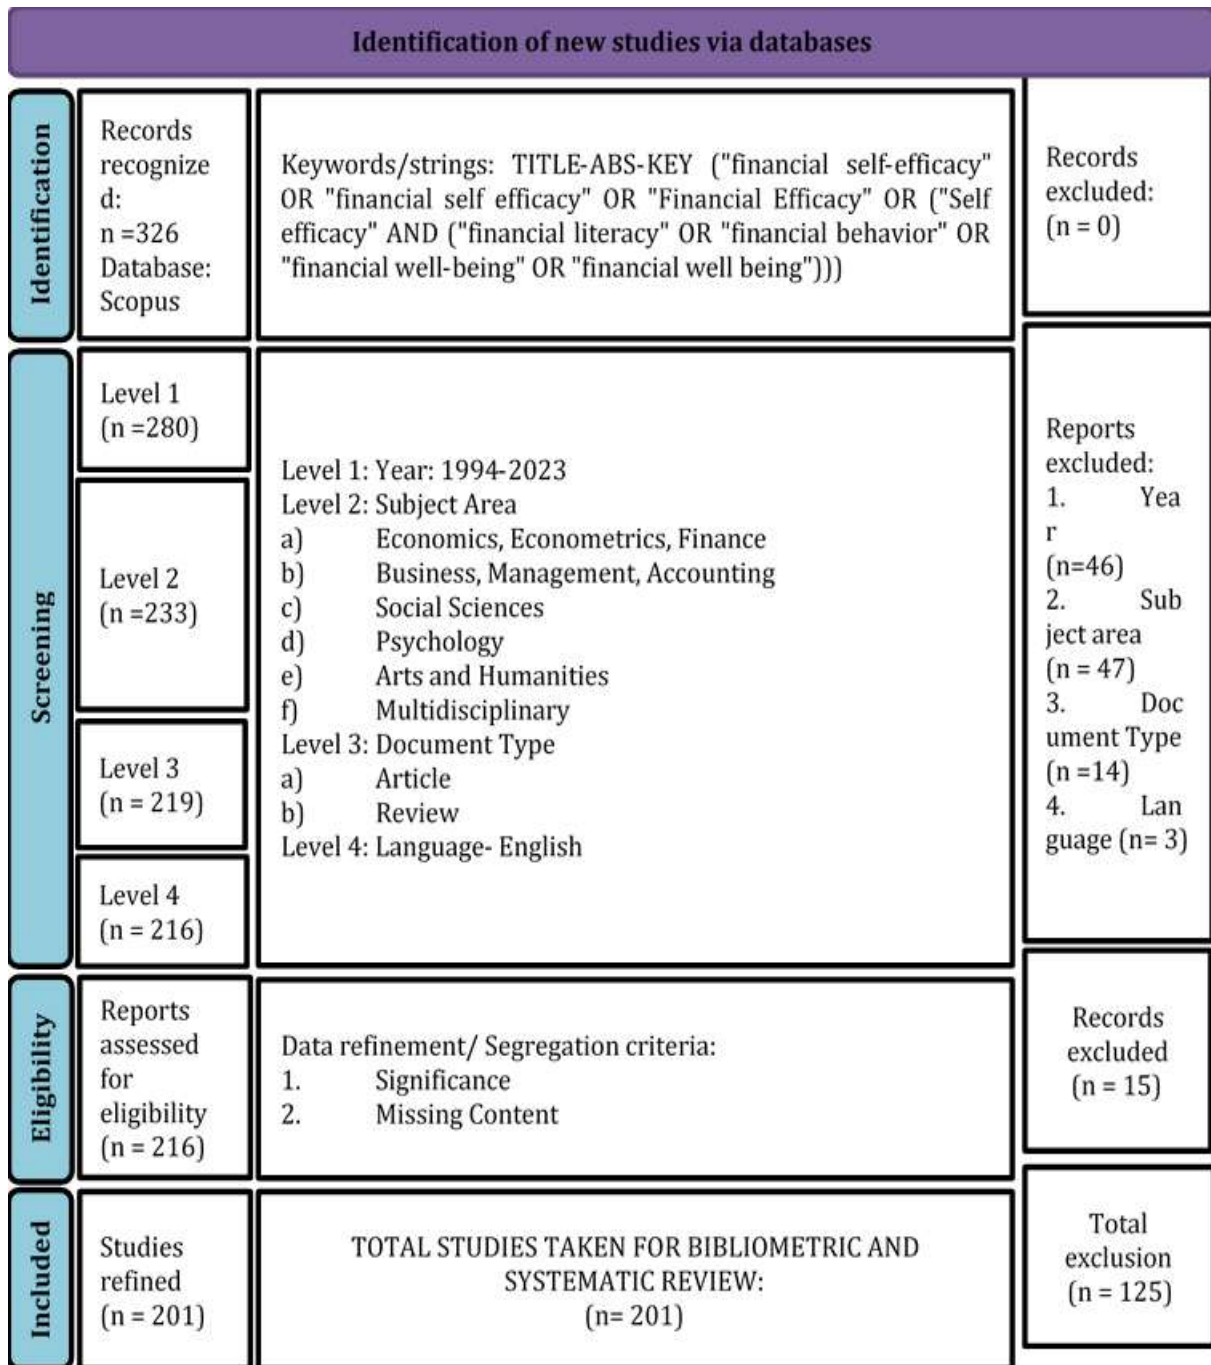 Identification of new studies via databases
Identification
Records
recognize
d:
n =326
Database:
Scopus
Keywords/strings: TITLE-ABS-KEY ("financial self-efficacy"
OR "financial self efficacy" OR "Financial Efficacy" OR ("Self
efficacy" AND ("financial literacy" OR "financial behavior" OR
"financial well-being" OR "financial well being")))
Records
excluded:
(n = 0)
Screening
Level 1
(n =280)
Level 2
(n =233)
Level 3
(n = 219)
Level 4
(n = 216)
Level 1: Year: 1994-2023
Level 2: Subject Area
a) Economics, Econometrics, Finance
b) Business, Management, Accounting
c) Social Sciences
d) Psychology
e) Arts and Humanities
f) Multidisciplinary
Level 3: Document Type
a) Article
b) Review
Level 4: Language- English
Reports
excluded:
1. Yea
r
(n=46)
2. Sub
ject area
(n = 47)
3. Doc
ument Type
(n =14)
4. Lan
guage (n= 3)
Eligibility
Reports
assessed
for
eligibility
(n = 216)
Data refinement/ Segregation criteria:
1. Significance
2. Missing Content
Records
excluded
(n = 15)
Included
Studies
refined
(n = 201)
TOTAL STUDIES TAKEN FOR BIBLIOMETRIC AND
SYSTEMATIC REVIEW:
(n= 201)
Total
exclusion
(n = 125)